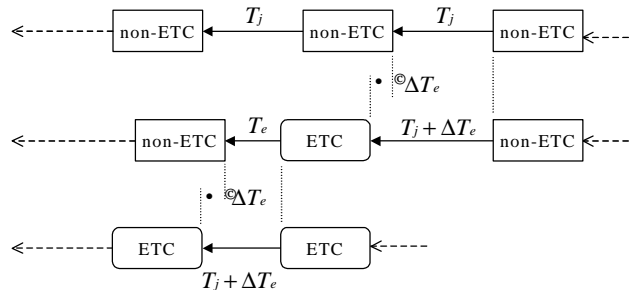 T_j T_j
non-ETC non-ETC non-ETC
• ©ΔT_e
T_e T_j + ΔT_e
non-ETC ETC non-ETC
• ©ΔT_e
ETC ETC
T_j + ΔT_e